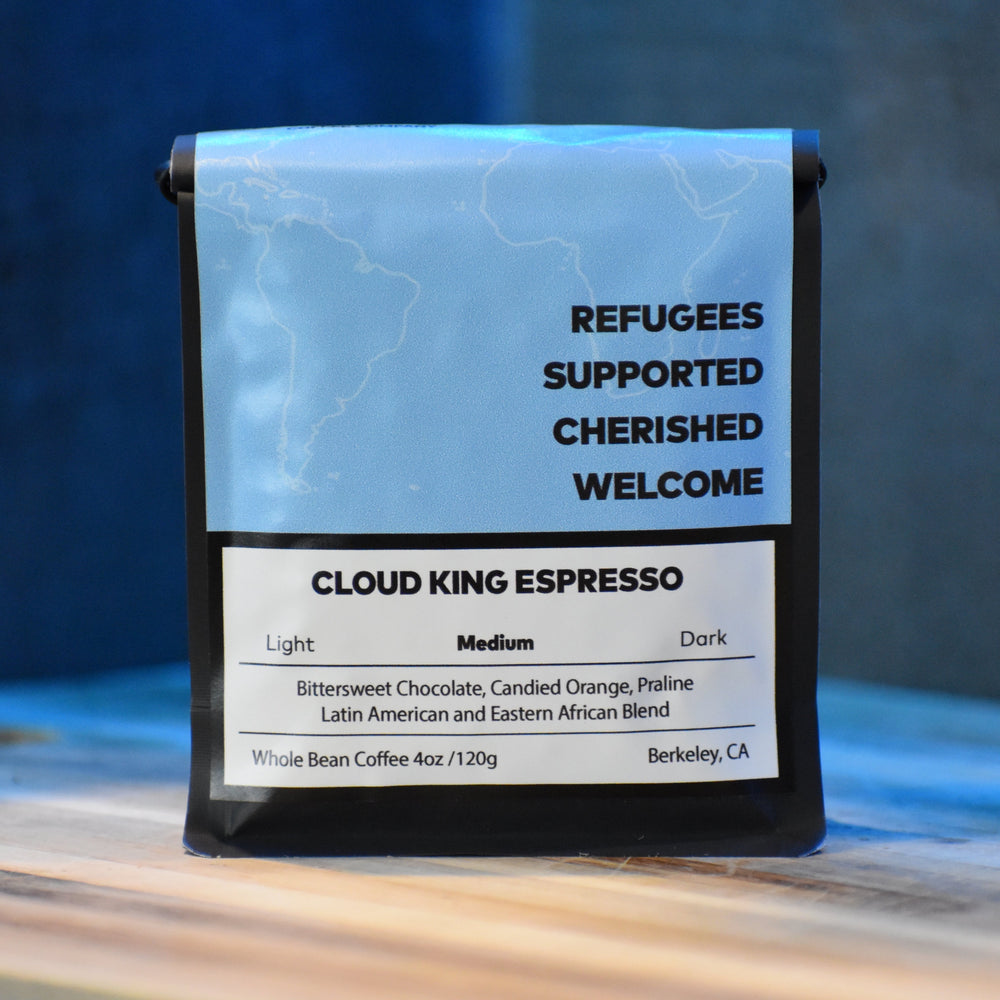 REFUGEES
SUPPORTED
CHERISHED
WELCOME
CLOUD KING ESPRESSO
Light Medium Dark
Bittersweet Chocolate, Candied Orange, Praline
Latin American and Eastern African Blend
Whole Bean Coffee 4oz /120g Berkeley, CA